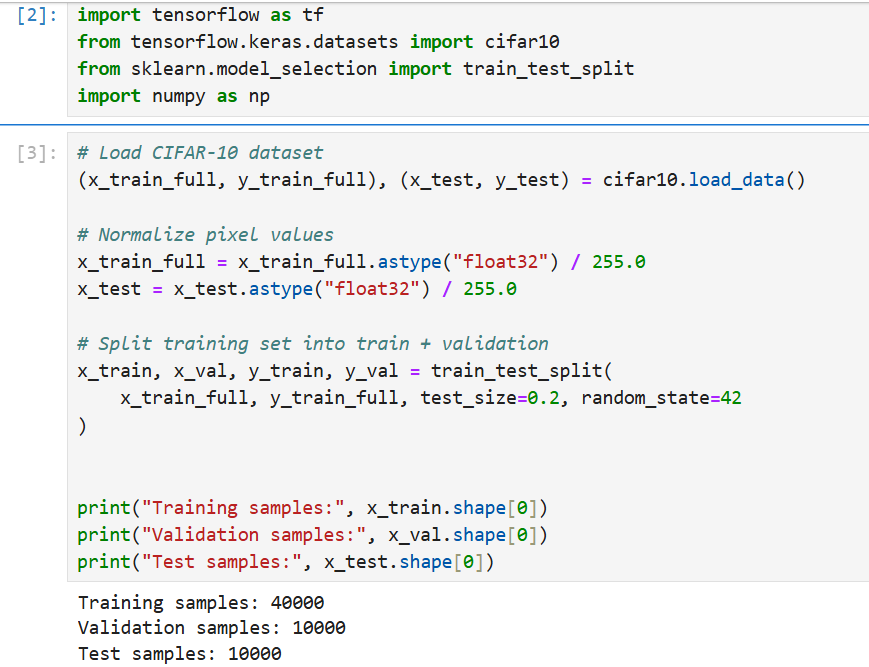 [2]: import tensorflow as tf
from tensorflow.keras.datasets import cifar10
from sklearn.model_selection import train_test_split
import numpy as np
[3]: # Load CIFAR-10 dataset
(x_train_full, y_train_full), (x_test, y_test) = cifar10.load_data()
# Normalize pixel values
x_train_full = x_train_full.astype("float32") / 255.0
x_test = x_test.astype("float32") / 255.0
# Split training set into train + validation
x_train, x_val, y_train, y_val = train_test_split(
    x_train_full, y_train_full, test_size=0.2, random_state=42
)
print("Training samples:", x_train.shape[0])
print("Validation samples:", x_val.shape[0])
print("Test samples:", x_test.shape[0])
Training samples: 40000
Validation samples: 10000
Test samples: 10000